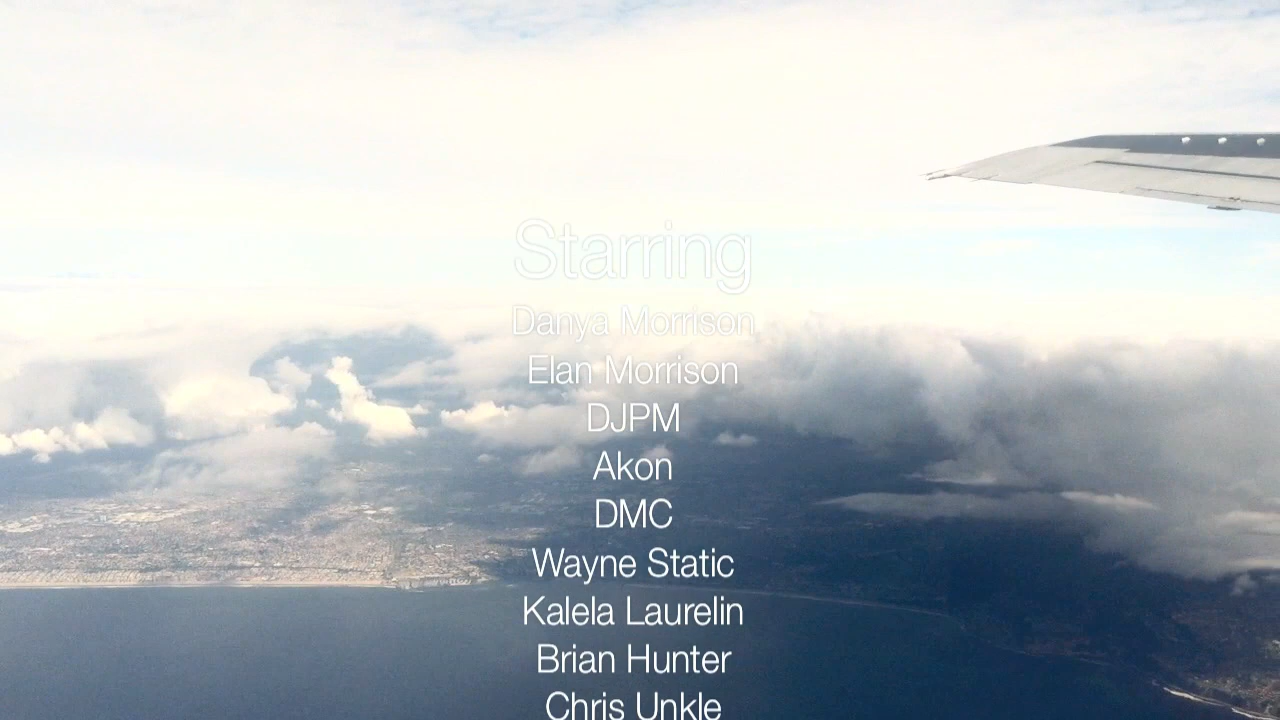 Starring
Danya Morrison
Elan Morrison
DJPM
Akon
DMC
Wayne Static
Kalela Laurelin
Brian Hunter
Chris Unkle